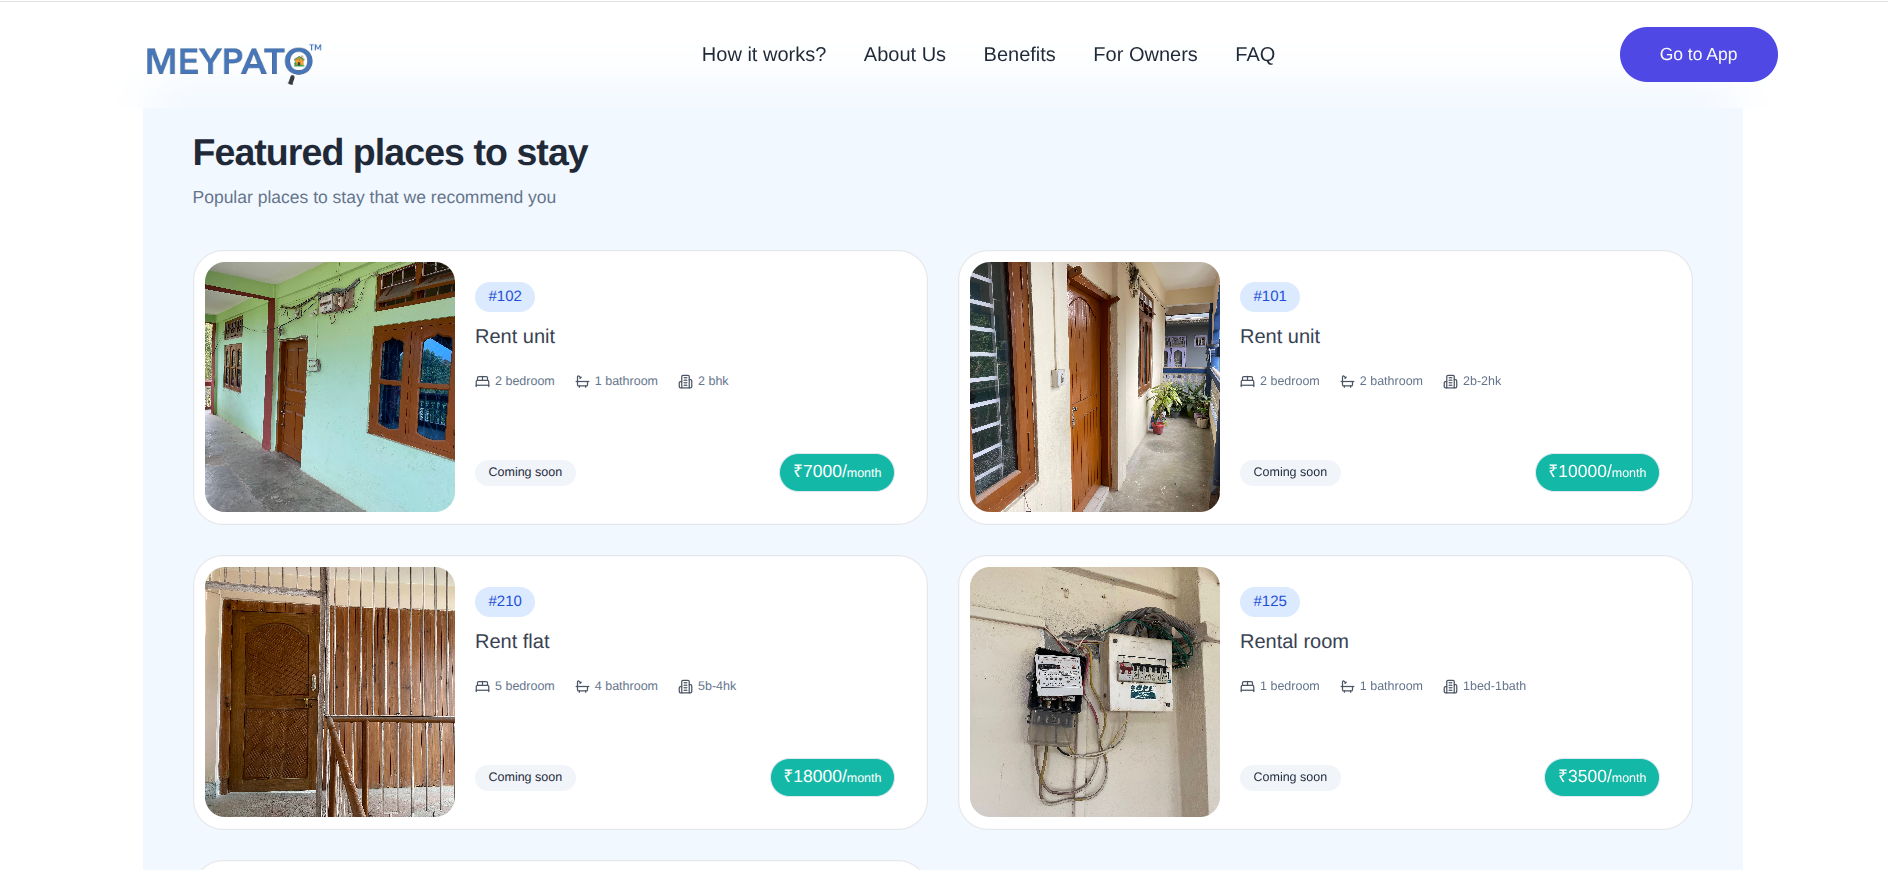 MEYPATO™
How it works?
About Us
Benefits
For Owners
FAQ
Go to App
Featured places to stay
Popular places to stay that we recommend you
#102
Rent unit
2 bedroom
1 bathroom
2 bhk
Coming soon
₹7000/month
#101
Rent unit
2 bedroom
2 bathroom
2b-2hk
Coming soon
₹10000/month
#210
Rent flat
5 bedroom
4 bathroom
5b-4hk
Coming soon
₹18000/month
#125
Rental room
1 bedroom
1 bathroom
1bed-1bath
Coming soon
₹3500/month